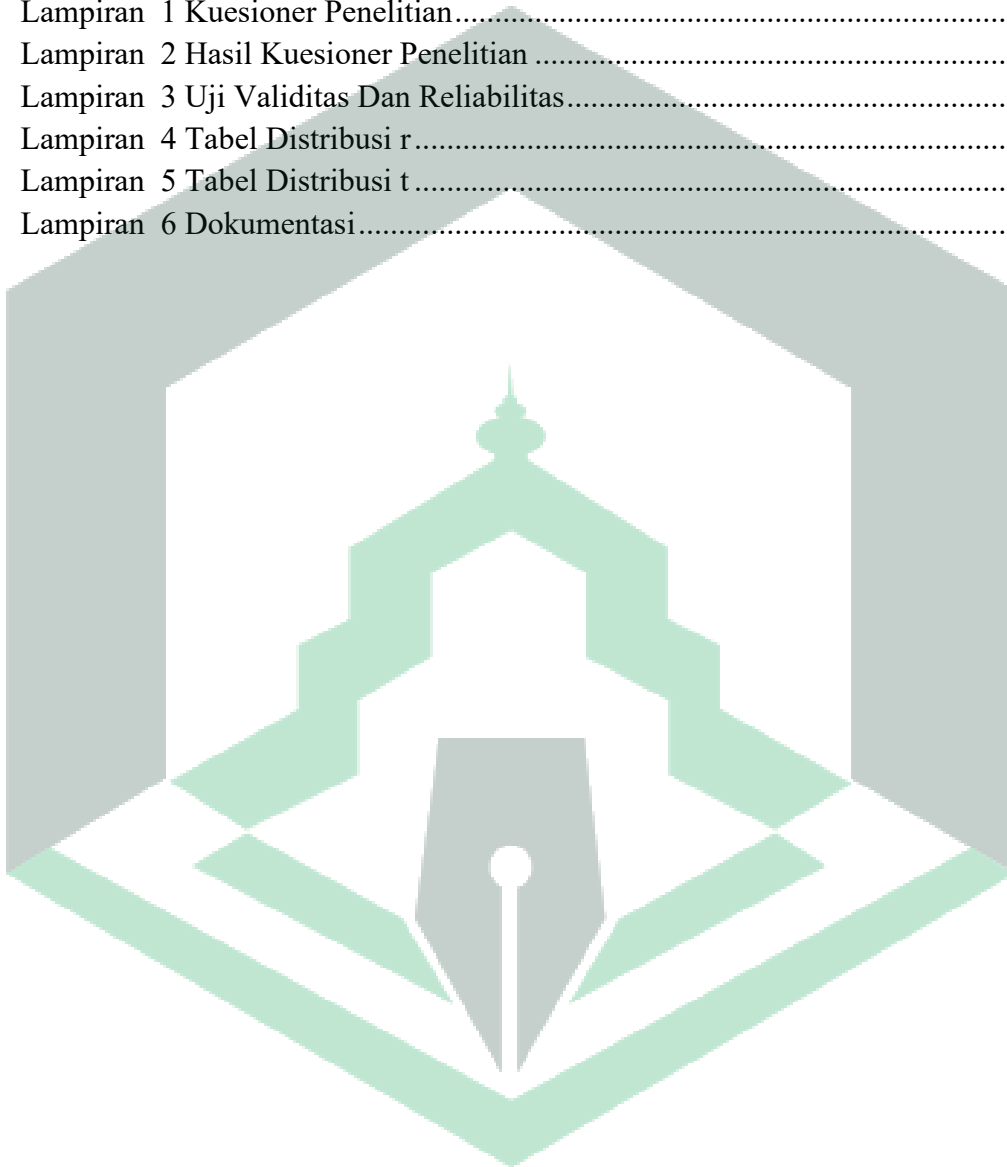 Lampiran 1 Kuesioner Penelitian....................................................................
Lampiran 2 Hasil Kuesioner Penelitian ..........................................................
Lampiran 3 Uji Validitas Dan Reliabilitas......................................................
Lampiran 4 Tabel Distribusi r.........................................................................
Lampiran 5 Tabel Distribusi t.........................................................................
Lampiran 6 Dokumentasi................................................................................